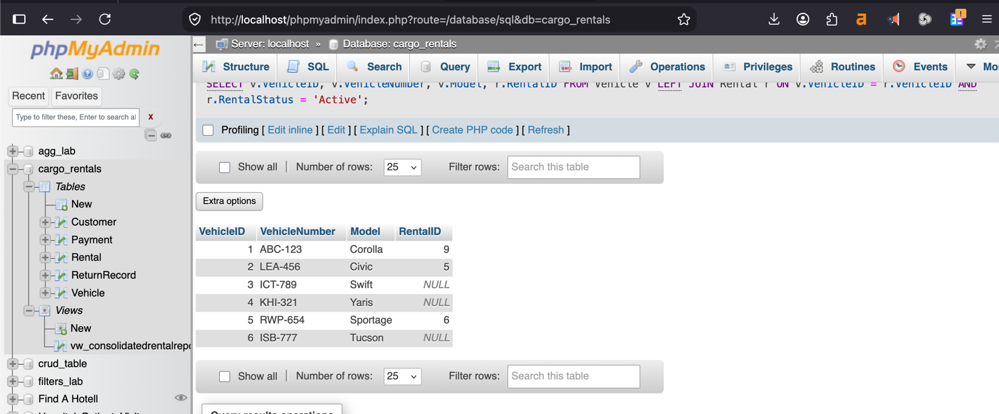 http://localhost/phpmyadmin/index.php?route=/database/sql&db=cargo_rentals
phpMyAdmin
Recent Favorites
Type to filter these, Enter to search al X
agg_lab
cargo_rentals
Tables
New
Customer
Payment
Rental
ReturnRecord
Vehicle
Views
New
vw_consolidatedrentalrepo
crud_table
filters_lab
Find A Hotell
Server: localhost » Database: cargo_rentals
Structure SQL Search Query Export Import Operations Privileges Routines Events Mo
SELECT v.VehicleID, v.VehicleNumber, v.Model, r.RentalID FROM Vehicle v LEFT JOIN Rental r ON v.VehicleID = r.VehicleID AND
r.RentalStatus = 'Active';
Profiling [ Edit inline ] [ Edit ] [ Explain SQL ] [ Create PHP code ] [ Refresh ]
Show all | Number of rows: 25 Filter rows: Search this table
Extra options
VehicleID VehicleNumber Model RentalID
1 ABC-123 Corolla 9
2 LEA-456 Civic 5
3 ICT-789 Swift NULL
4 KHI-321 Yaris NULL
5 RWP-654 Sportage 6
6 ISB-777 Tucson NULL
Show all | Number of rows: 25 Filter rows: Search this table
Query results operations